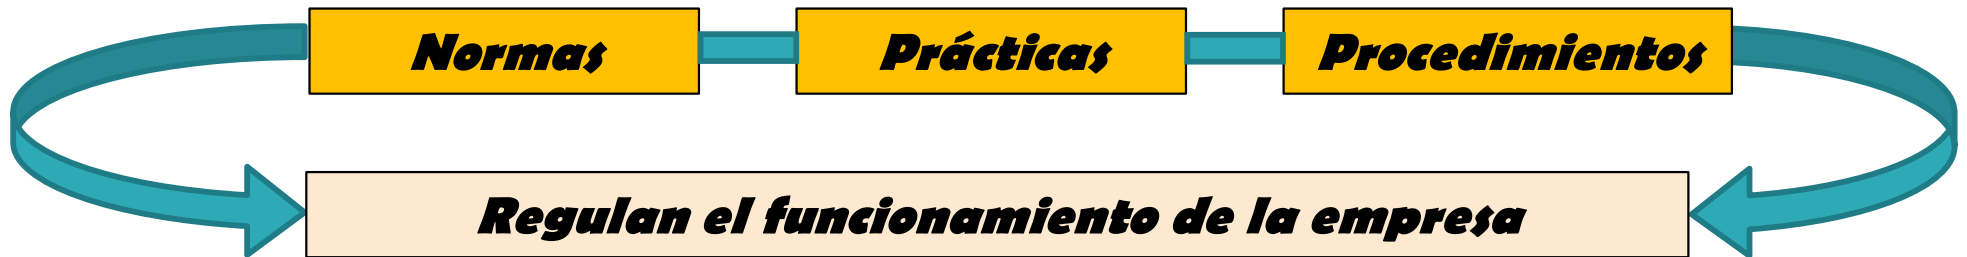 Normas Prácticas Procedimientos
Regulan el funcionamiento de la empresa